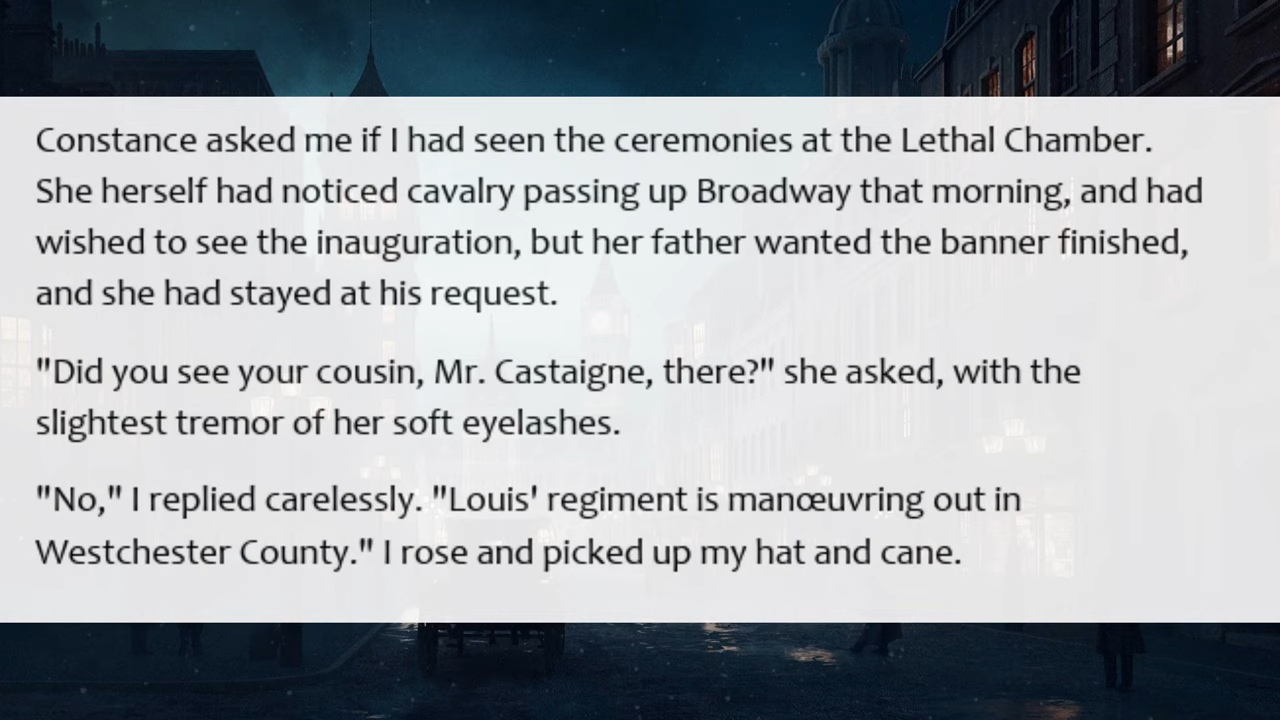 Constance asked me if I had seen the ceremonies at the Lethal Chamber.
She herself had noticed cavalry passing up Broadway that morning, and had
wished to see the inauguration, but her father wanted the banner finished,
and she had stayed at his request.
"Did you see your cousin, Mr. Castaigne, there?" she asked, with the
slightest tremor of her soft eyelashes.
"No," I replied carelessly. "Louis' regiment is manœuvring out in
Westchester County." I rose and picked up my hat and cane.